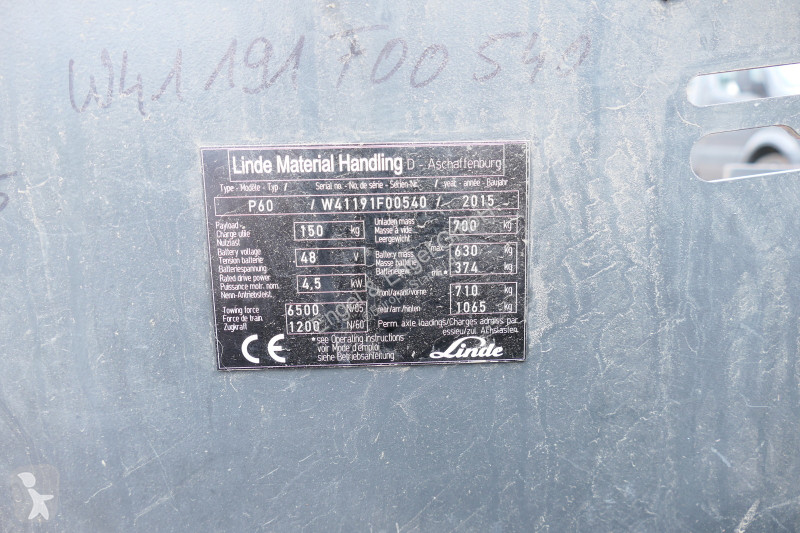 W41191F00540
Linde Material Handling D - Aschaffenburg
Type - Modèle - Typ / Serial no. - No. de série - Serien-Nr. / year - année - Baujahr
P60 / W41191F00540 / 2015
Payload
Charge utile
Nutzlast
150 kg
Unladen mass
Masse à vide
Leergewicht
700 kg
Battery voltage
Tension batterie
Batteriespannung
48 V
Battery mass
Masse batterie
Batteriegew.
max. 630 kg
min.* 374 kg
Rated drive power
Puissance motr. nom.
Nenn-Antriebsleist.
4,5 kW
front/avant/vorne 710 kg
rear/arr./hinten 1065 kg
Towing force
Force de train.
Zugkraft
6500 N/05
1200 N/60
Perm. axle loadings/Charges admiss. par
essieu/zul. Achslasten
*see Operating instructions
voir Mode d'emploi
siehe Betriebsanleitung
CE
Linde